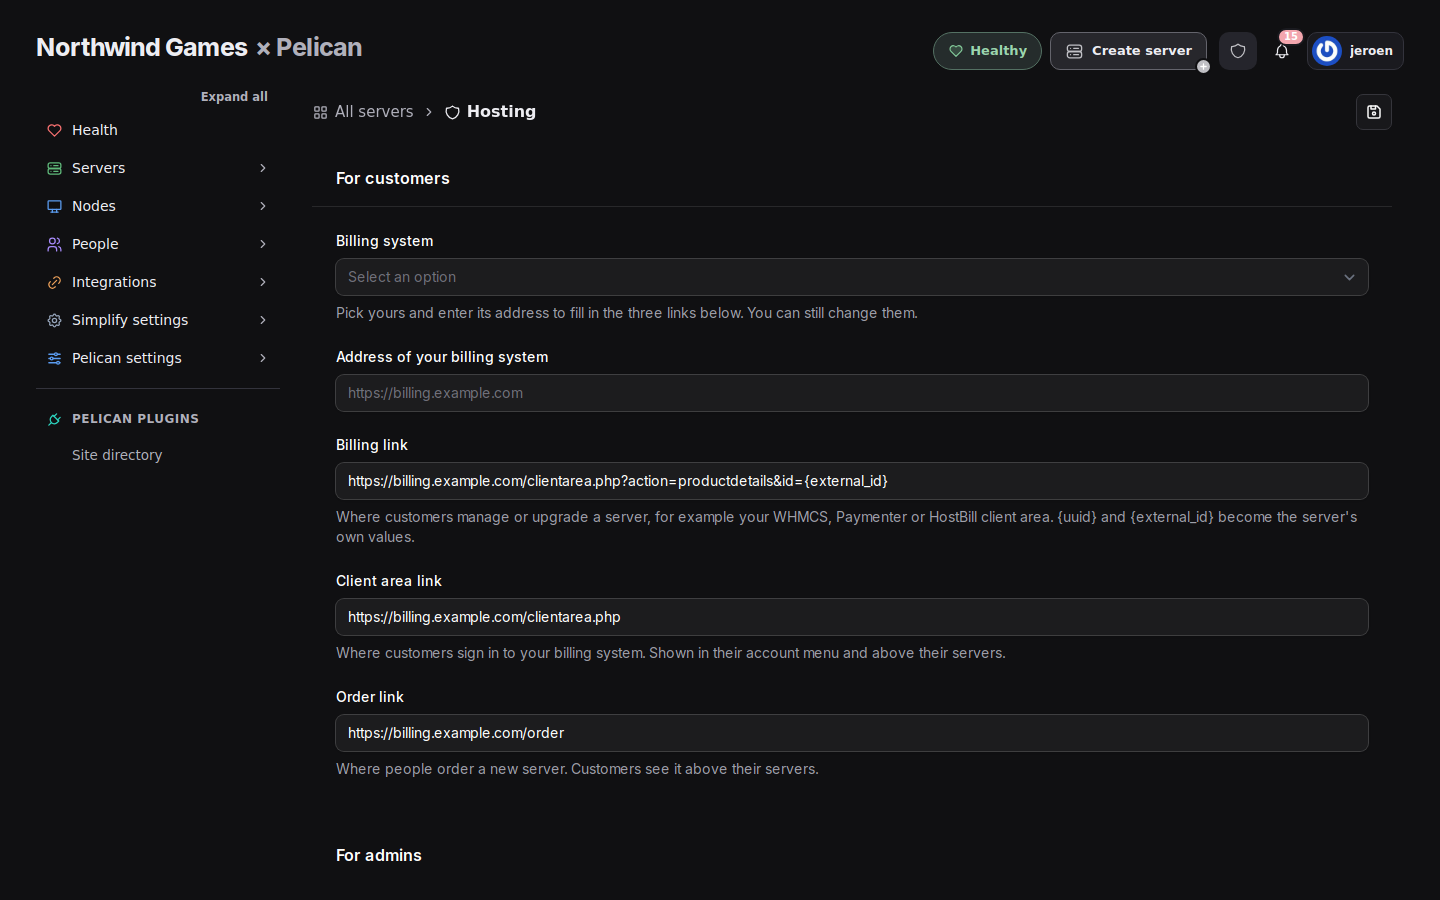 Northwind Games × Pelican
Healthy
Create server
15
jeroen
Expand all
Health
Servers
Nodes
People
Integrations
Simplify settings
Pelican settings
PELICAN PLUGINS
Site directory
All servers
Hosting
For customers
Billing system
Select an option
Pick yours and enter its address to fill in the three links below. You can still change them.
Address of your billing system
https://billing.example.com
Billing link
https://billing.example.com/clientarea.php?action=productdetails&id={external_id}
Where customers manage or upgrade a server, for example your WHMCS, Paymenter or HostBill client area. {uuid} and {external_id} become the server's
own values.
Client area link
https://billing.example.com/clientarea.php
Where customers sign in to your billing system. Shown in their account menu and above their servers.
Order link
https://billing.example.com/order
Where people order a new server. Customers see it above their servers.
For admins